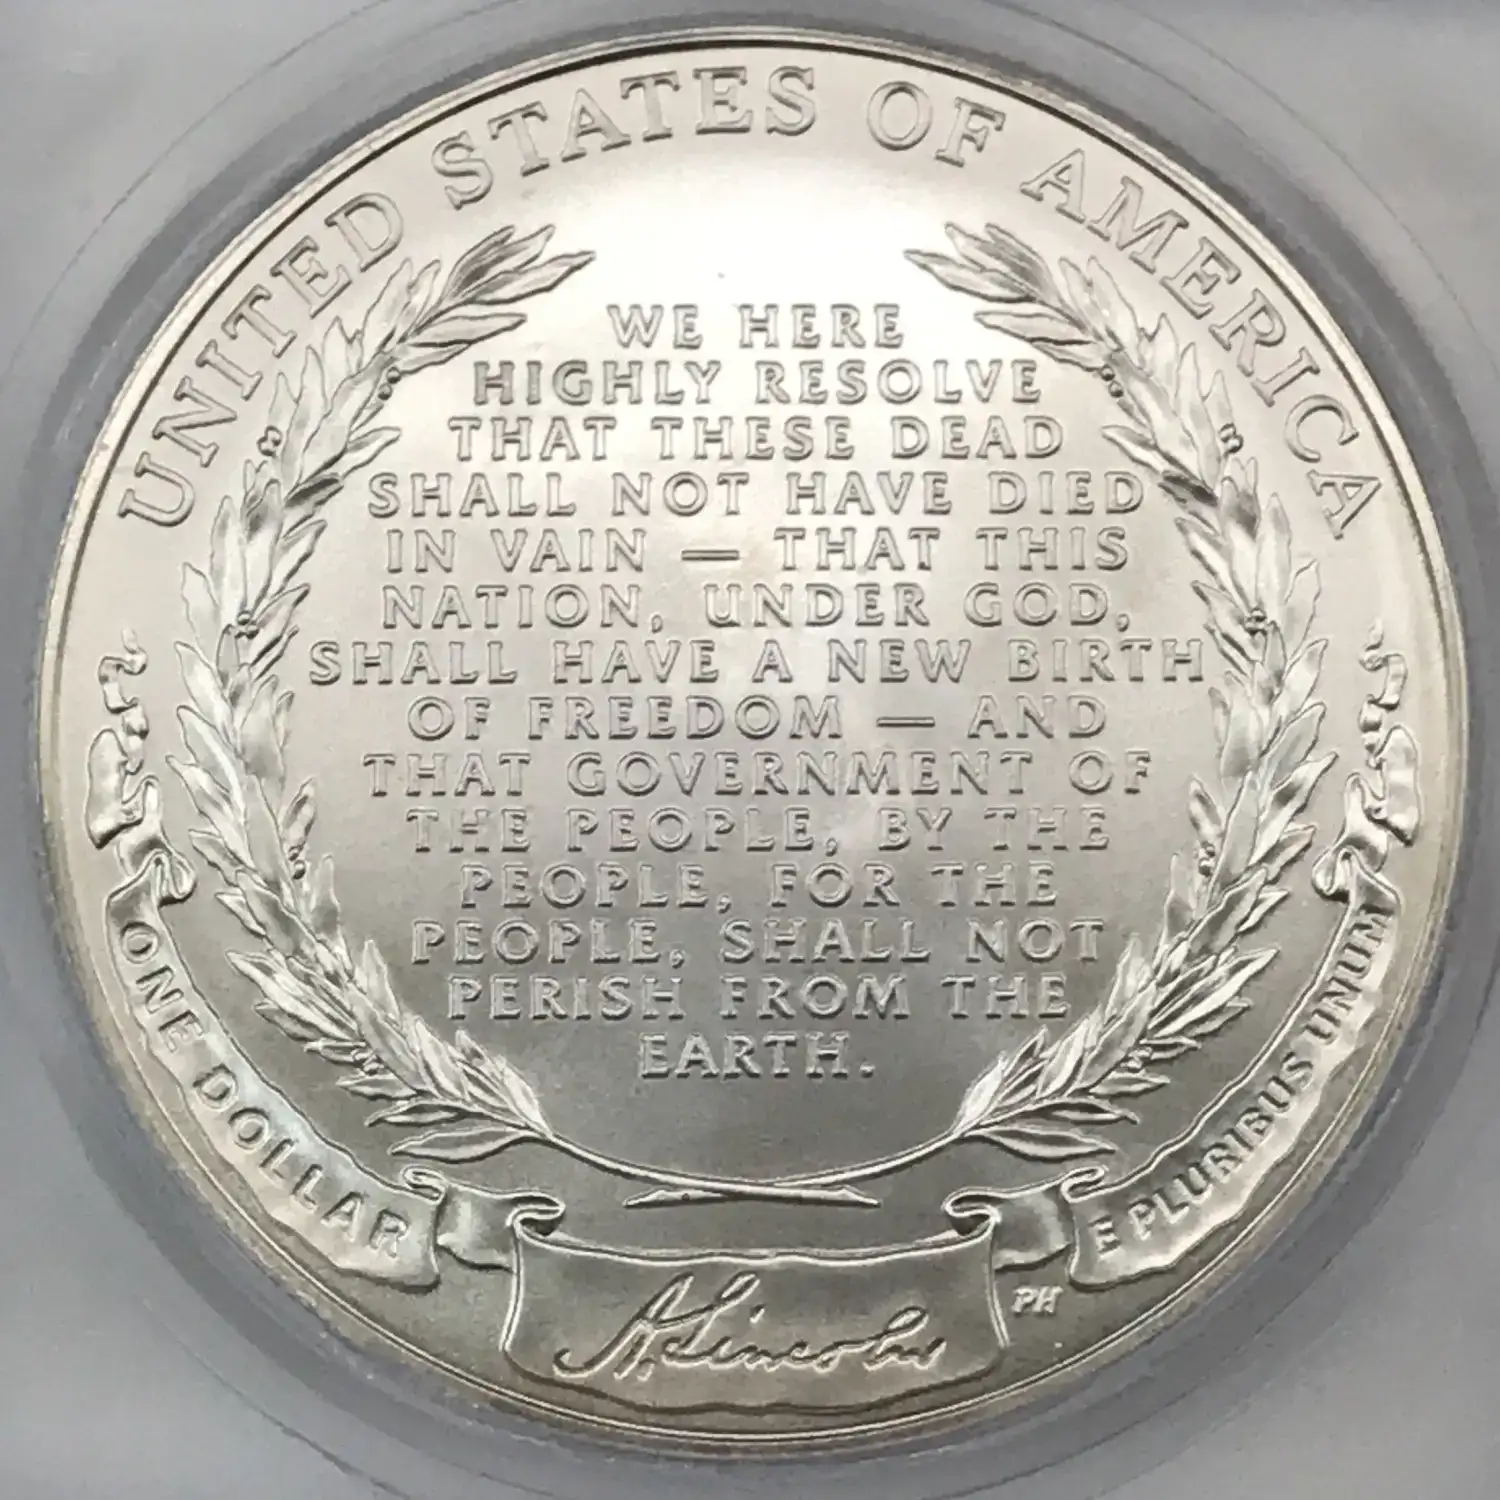 UNITED STATES OF AMERICA
WE HERE
HIGHLY RESOLVE
THAT THESE DEAD
SHALL NOT HAVE DIED
IN VAIN — THAT THIS
NATION, UNDER GOD,
SHALL HAVE A NEW BIRTH
OF FREEDOM — AND
THAT GOVERNMENT OF
THE PEOPLE, BY THE
PEOPLE, FOR THE
PEOPLE, SHALL NOT
PERISH FROM THE
EARTH.
ONE DOLLAR
E PLURIBUS UNUM
A. Lincoln
PH